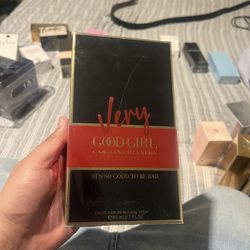 Very
GOOD GIRL
CAROLINA HERRERA
IT'S SO GOOD TO BE BAD